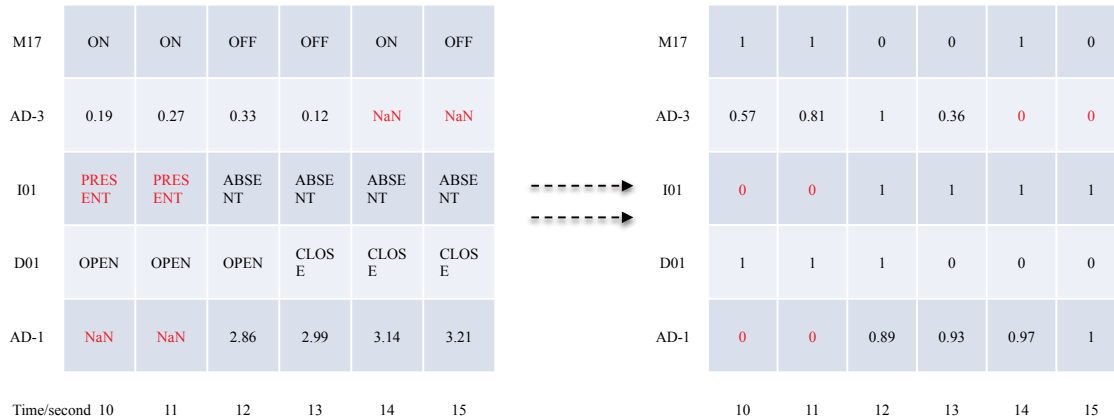 M17 ON ON OFF OFF ON OFF M17 1 1 0 0 1 0
AD-3 0.19 0.27 0.33 0.12 NaN NaN AD-3 0.57 0.81 1 0.36 0 0
I01 PRES ENT PRES ENT ABSE NT ABSE NT ABSE NT ABSE NT I01 0 0 1 1 1 1
D01 OPEN OPEN OPEN CLOS E CLOS E CLOS E D01 1 1 1 0 0 0
AD-1 NaN NaN 2.86 2.99 3.14 3.21 AD-1 0 0 0.89 0.93 0.97 1
Time/second 10 11 12 13 14 15 10 11 12 13 14 15